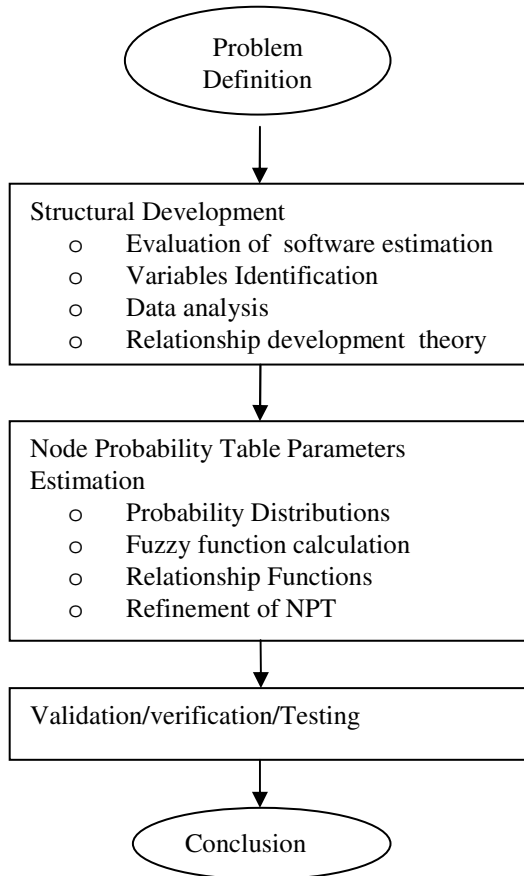 Problem
Definition
Structural Development
o Evaluation of software estimation
o Variables Identification
o Data analysis
o Relationship development theory
Node Probability Table Parameters
Estimation
o Probability Distributions
o Fuzzy function calculation
o Relationship Functions
o Refinement of NPT
Validation/verification/Testing
Conclusion